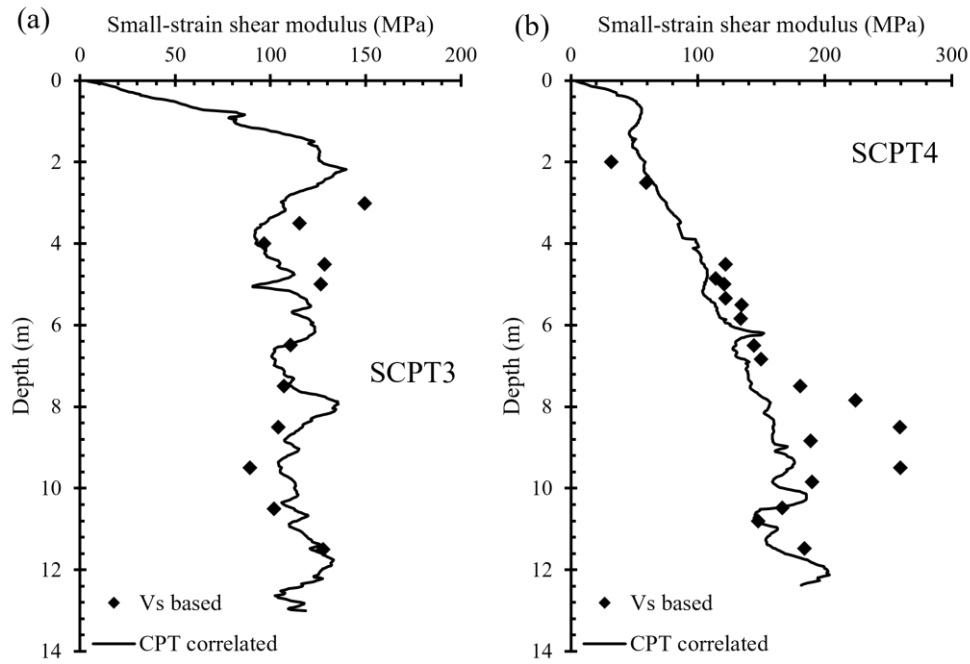 (a)
Small-strain shear modulus (MPa)
0 50 100 150 200
0
2
4
6
8
10
12
14
Depth (m)
SCPT3
Vs based
CPT correlated
(b)
Small-strain shear modulus (MPa)
0 100 200 300
0
2
4
6
8
10
12
14
Depth (m)
SCPT4
Vs based
CPT correlated